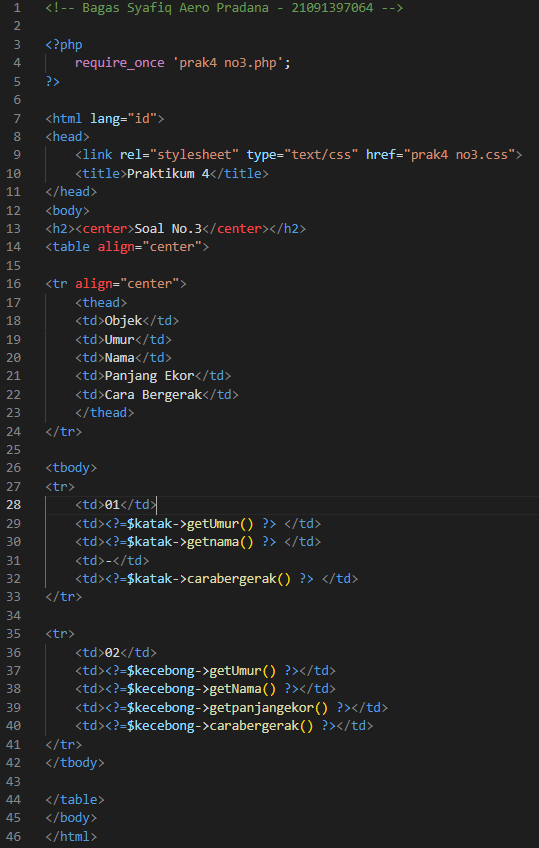 1 <!-- Bagas Syafiq Aero Pradana - 21091397064 -->
2
3 <?php
4     require_once 'prak4 no3.php';
5 ?>
6
7 <html lang="id">
8 <head>
9     <link rel="stylesheet" type="text/css" href="prak4 no3.css">
10     <title>Praktikum 4</title>
11 </head>
12 <body>
13 <h2><center>Soal No.3</center></h2>
14 <table align="center">
15
16 <tr align="center">
17     <thead>
18     <td>Objek</td>
19     <td>Umur</td>
20     <td>Nama</td>
21     <td>Panjang Ekor</td>
22     <td>Cara Bergerak</td>
23     </thead>
24 </tr>
25
26 <tbody>
27 <tr>
28     <td>01</td>
29     <td><?=$katak->getUmur() ?> </td>
30     <td><?=$katak->getnama() ?> </td>
31     <td>-</td>
32     <td><?=$katak->carabergerak() ?> </td>
33 </tr>
34
35 <tr>
36     <td>02</td>
37     <td><?=$kecebong->getUmur() ?></td>
38     <td><?=$kecebong->getNama() ?></td>
39     <td><?=$kecebong->getpanjangekor() ?></td>
40     <td><?=$kecebong->carabergerak() ?></td>
41 </tr>
42 </tbody>
43
44 </table>
45 </body>
46 </html>